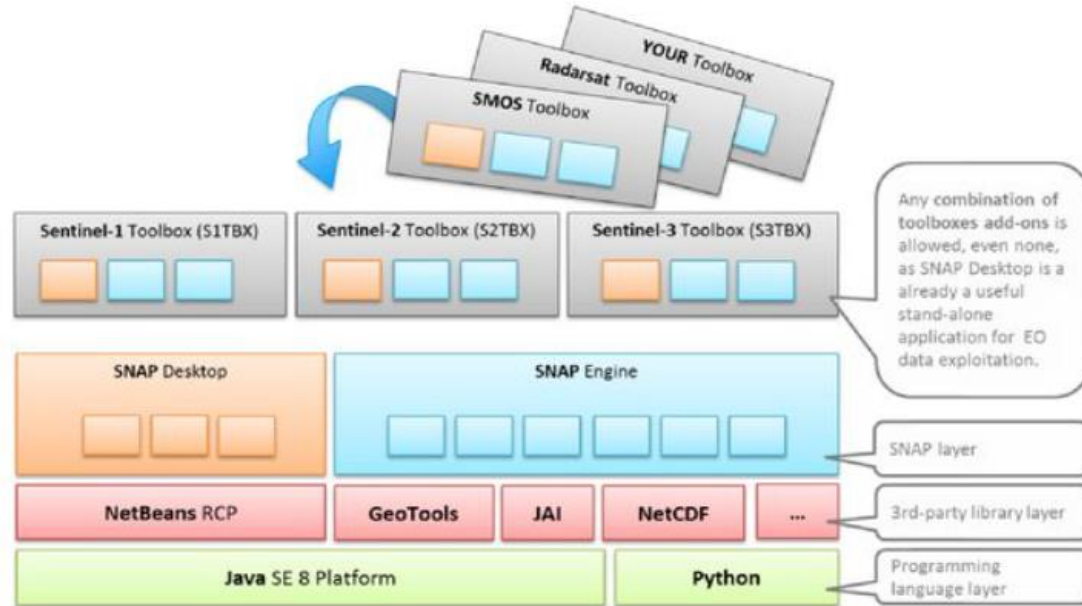 YOUR Toolbox
Radarsat Toolbox
SMOS Toolbox
Sentinel-1 Toolbox (S1TBX)
Sentinel-2 Toolbox (S2TBX)
Sentinel-3 Toolbox (S3TBX)
Any combination of
toolboxes add-ons is
allowed, even none,
as SNAP Desktop is a
already a useful
stand-alone
application for EO
data exploitation.
SNAP Desktop
SNAP Engine
SNAP layer
NetBeans RCP
GeoTools
JAI
NetCDF
...
3rd-party library layer
Java SE 8 Platform
Python
Programming
language layer